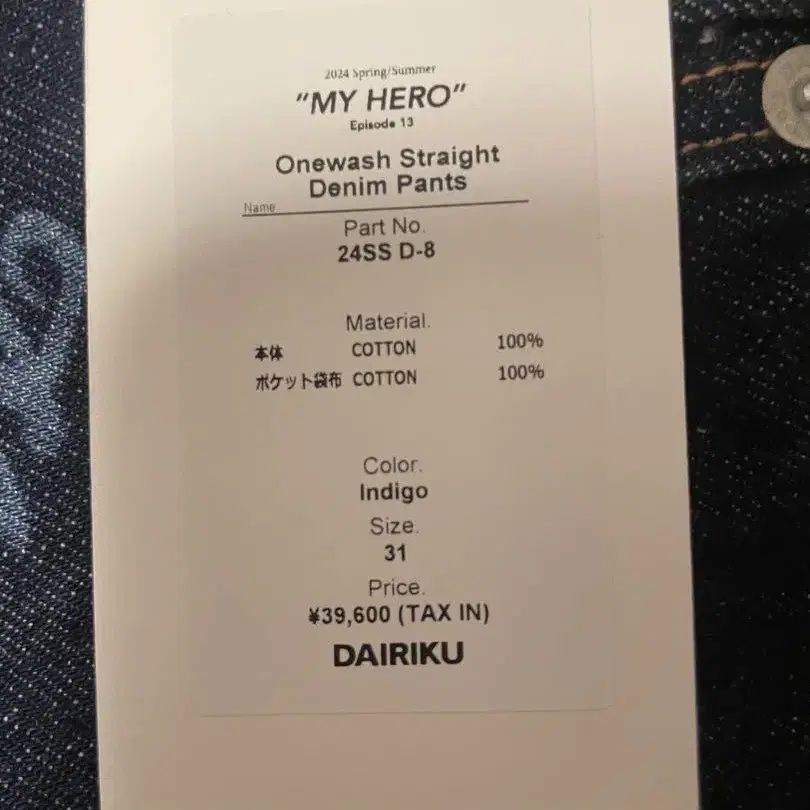 2024 Spring/Summer
"MY HERO"
Episode 13
Onewash Straight
Denim Pants
Name
Part No.
24SS D-8
Material.
本体 COTTON 100%
ポケット袋布 COTTON 100%
Color.
Indigo
Size.
31
Price.
¥39,600 (TAX IN)
DAIRIKU